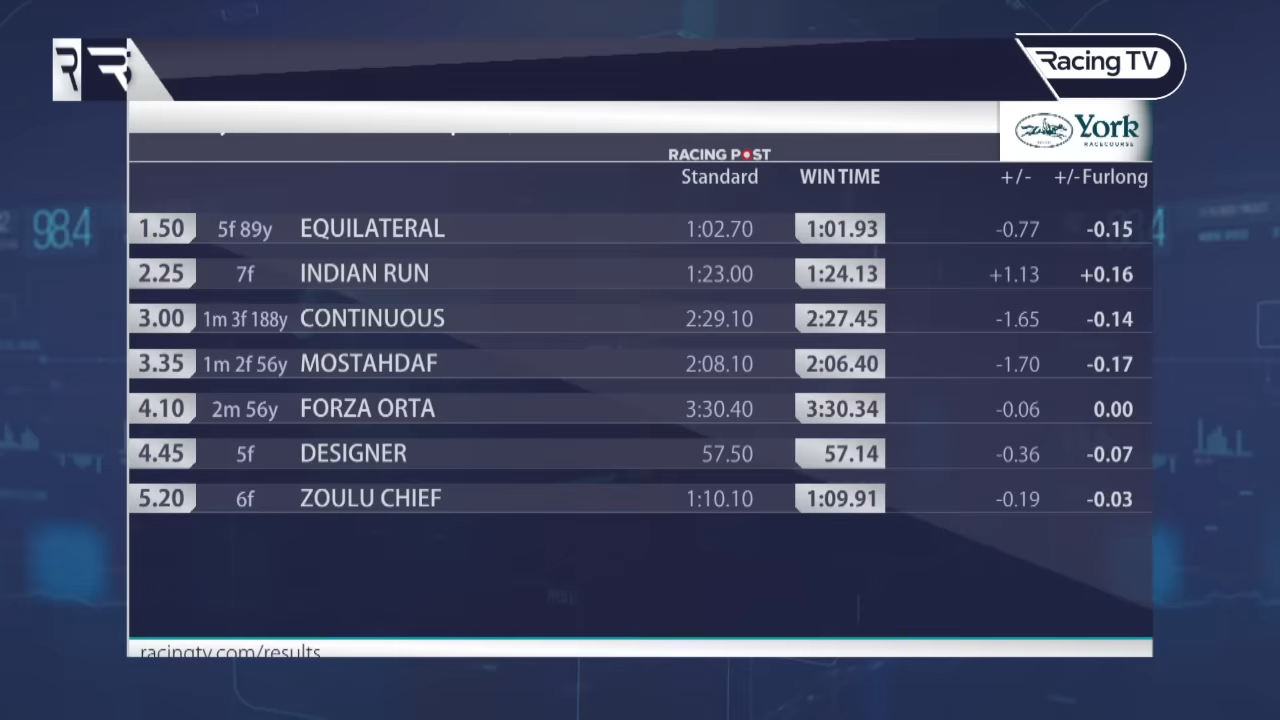 Racing TV
York
RACECOURSE
RACING POST
Standard WIN TIME +/- +/-Furlong
98.4
1.50 5f 89y EQUILATERAL 1:02.70 1:01.93 -0.77 -0.15
2.25 7f INDIAN RUN 1:23.00 1:24.13 +1.13 +0.16
3.00 1m 3f 188y CONTINUOUS 2:29.10 2:27.45 -1.65 -0.14
3.35 1m 2f 56y MOSTAHDAF 2:08.10 2:06.40 -1.70 -0.17
4.10 2m 56y FORZA ORTA 3:30.40 3:30.34 -0.06 0.00
4.45 5f DESIGNER 57.50 57.14 -0.36 -0.07
5.20 6f ZOULU CHIEF 1:10.10 1:09.91 -0.19 -0.03
racingtv.com/results